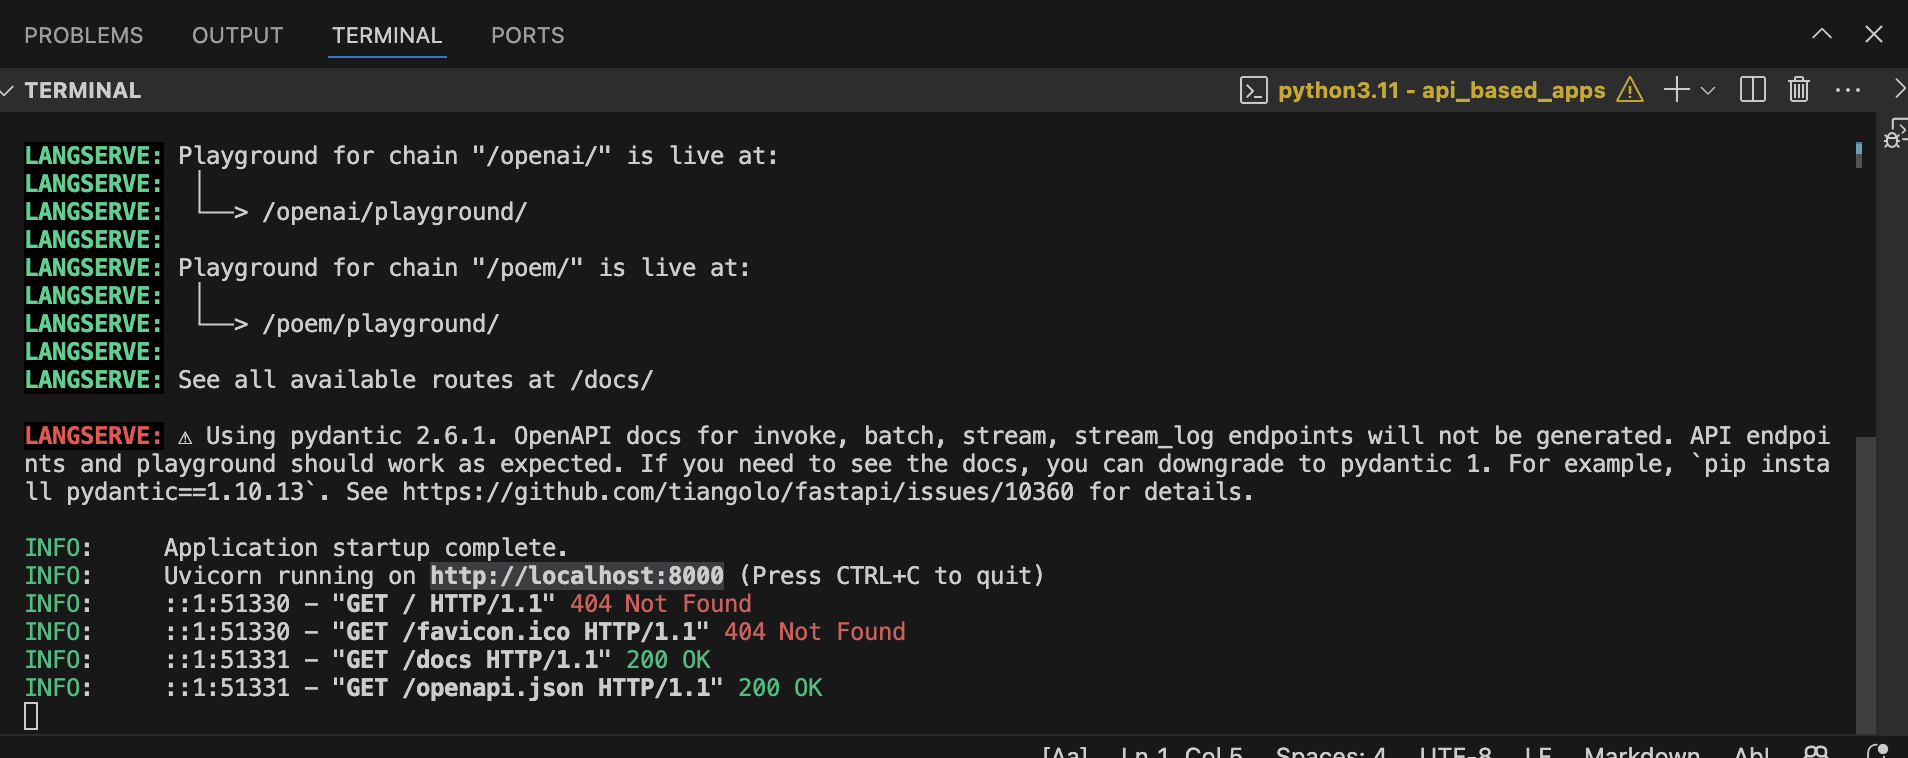 PROBLEMS OUTPUT TERMINAL PORTS
TERMINAL python3.11 - api_based_apps
LANGSERVE: Playground for chain "/openai/" is live at:
LANGSERVE: │
LANGSERVE: └──> /openai/playground/
LANGSERVE:
LANGSERVE: Playground for chain "/poem/" is live at:
LANGSERVE: │
LANGSERVE: └──> /poem/playground/
LANGSERVE:
LANGSERVE: See all available routes at /docs/
LANGSERVE: ⚠ Using pydantic 2.6.1. OpenAPI docs for invoke, batch, stream, stream_log endpoints will not be generated. API endpoi
nts and playground should work as expected. If you need to see the docs, you can downgrade to pydantic 1. For example, `pip insta
ll pydantic==1.10.13`. See https://github.com/tiangolo/fastapi/issues/10360 for details.
INFO: Application startup complete.
INFO: Uvicorn running on http://localhost:8000 (Press CTRL+C to quit)
INFO: ::1:51330 - "GET / HTTP/1.1" 404 Not Found
INFO: ::1:51330 - "GET /favicon.ico HTTP/1.1" 404 Not Found
INFO: ::1:51331 - "GET /docs HTTP/1.1" 200 OK
INFO: ::1:51331 - "GET /openapi.json HTTP/1.1" 200 OK
[Aa] Ln 1, Col 5 Spaces: 4 UTF-8 LF Markdown